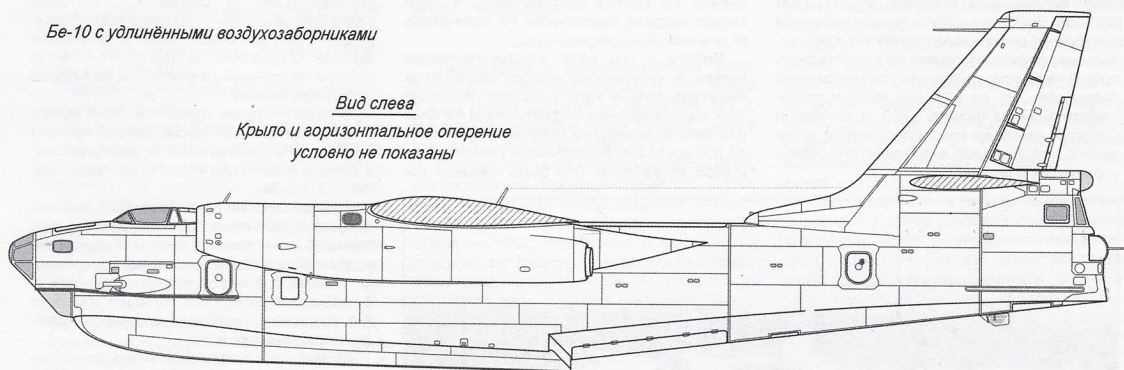 Бе-10 с удлинёнными воздухозаборниками
Вид слева
Крыло и горизонтальное оперение
условно не показаны